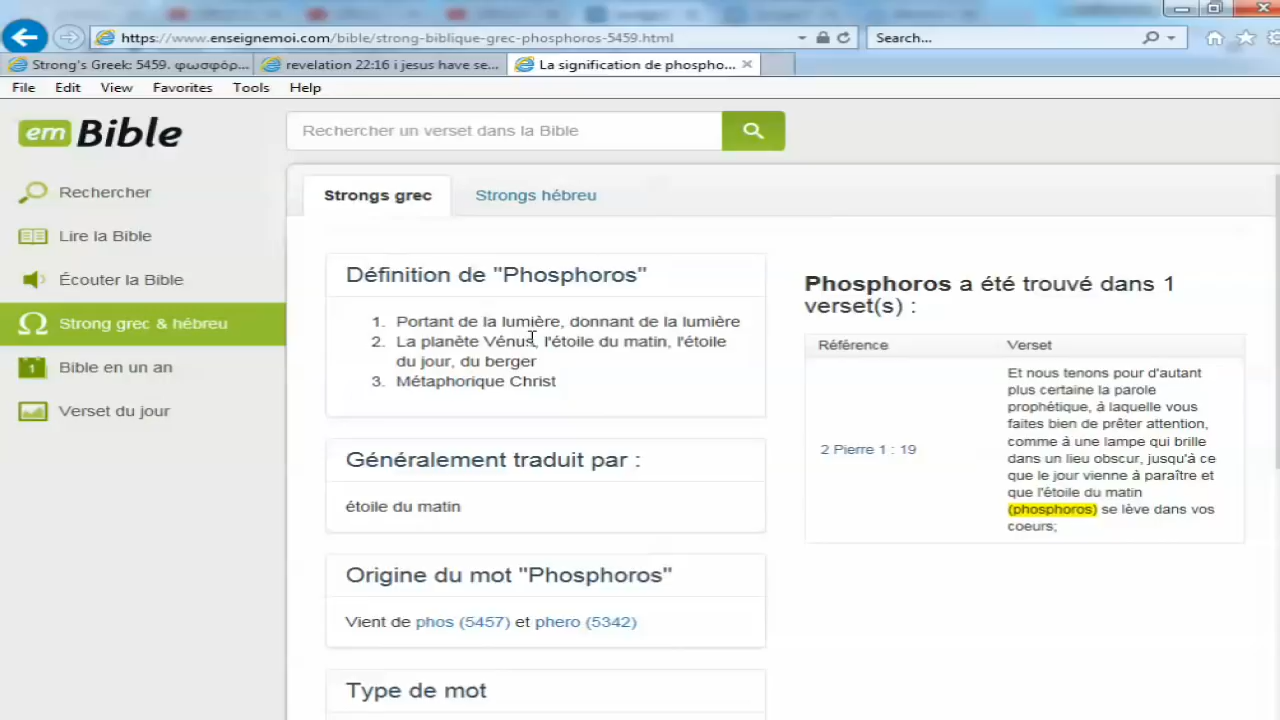 https://www.enseignemoi.com/bible/strong-biblique-grec-phosphoros-5459.html
Search...
Strong's Greek: 5459. φωσφόρ...
revelation 22:16 i jesus have se...
La signification de phospho...
File Edit View Favorites Tools Help
em Bible
Rechercher un verset dans la Bible
Rechercher
Lire la Bible
Écouter la Bible
Strong grec & hébreu
Bible en un an
Verset du jour
Strongs grec
Strongs hébreu
Définition de "Phosphoros"
1. Portant de la lumière, donnant de la lumière
2. La planète Vénus, l'étoile du matin, l'étoile
du jour, du berger
3. Métaphorique Christ
Généralement traduit par :
étoile du matin
Origine du mot "Phosphoros"
Vient de phos (5457) et phero (5342)
Type de mot
Phosphoros a été trouvé dans 1
verset(s) :
Référence
Verset
2 Pierre 1 : 19
Et nous tenons pour d'autant
plus certaine la parole
prophétique, à laquelle vous
faites bien de prêter attention,
comme à une lampe qui brille
dans un lieu obscur, jusqu'à ce
que le jour vienne à paraître et
que l'étoile du matin
(phosphoros) se lève dans vos
coeurs;